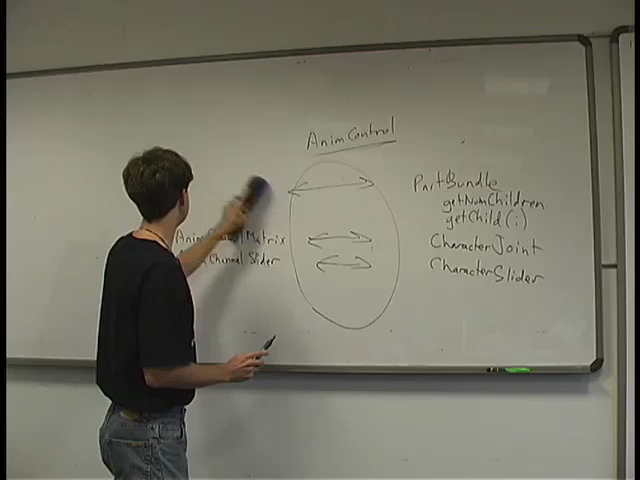 AnimControl
PartBundle
getNumChildren
getChild(i)
Matrix
CharacterJoint
Channel Slider
CharacterSlider